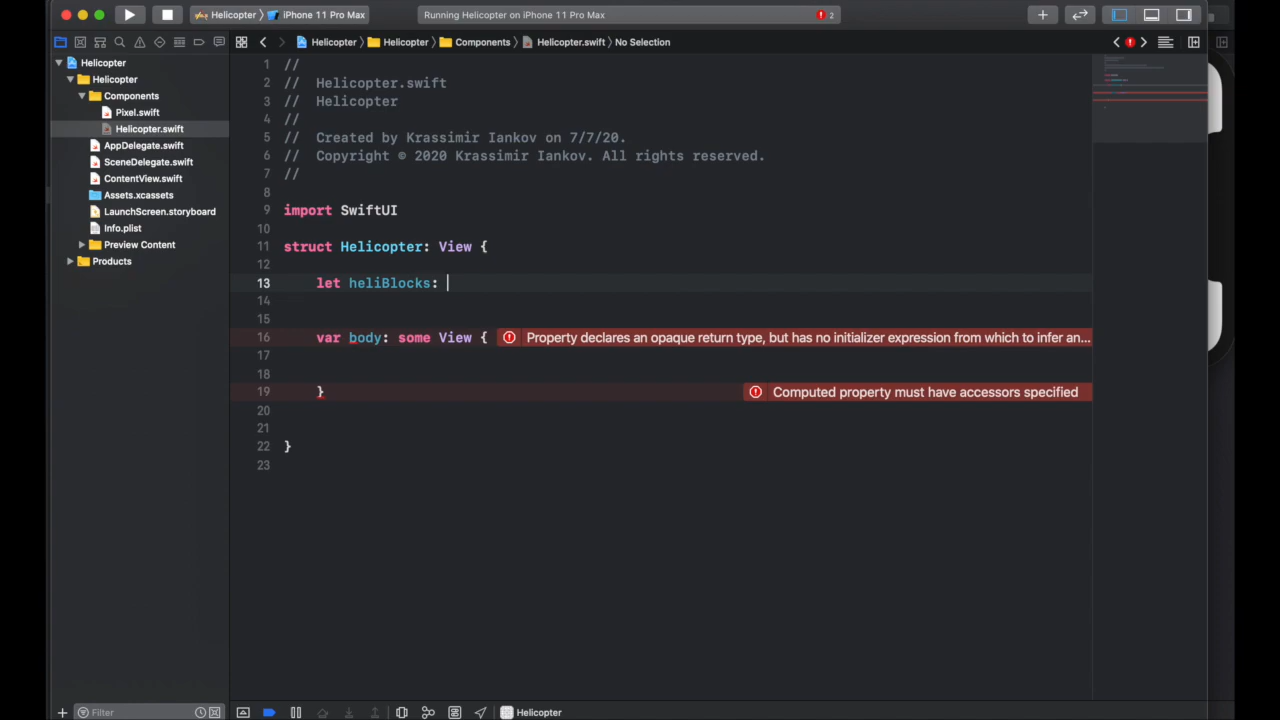 Helicopter
iPhone 11 Pro Max
Running Helicopter on iPhone 11 Pro Max
2
Helicopter
Helicopter
Components
Helicopter.swift
No Selection
Helicopter
Helicopter
Components
Pixel.swift
Helicopter.swift
AppDelegate.swift
SceneDelegate.swift
ContentView.swift
Assets.xcassets
LaunchScreen.storyboard
Info.plist
Preview Content
Products
Filter
1 //
2 //  Helicopter.swift
3 //  Helicopter
4 //
5 //  Created by Krassimir Iankov on 7/7/20.
6 //  Copyright © 2020 Krassimir Iankov. All rights reserved.
7 //
8
9 import SwiftUI
10
11 struct Helicopter: View {
12
13     let heliBlocks:
14
15
16     var body: some View { Property declares an opaque return type, but has no initializer expression from which to infer an...
17
18
19     } Computed property must have accessors specified
20
21
22 }
23
Helicopter